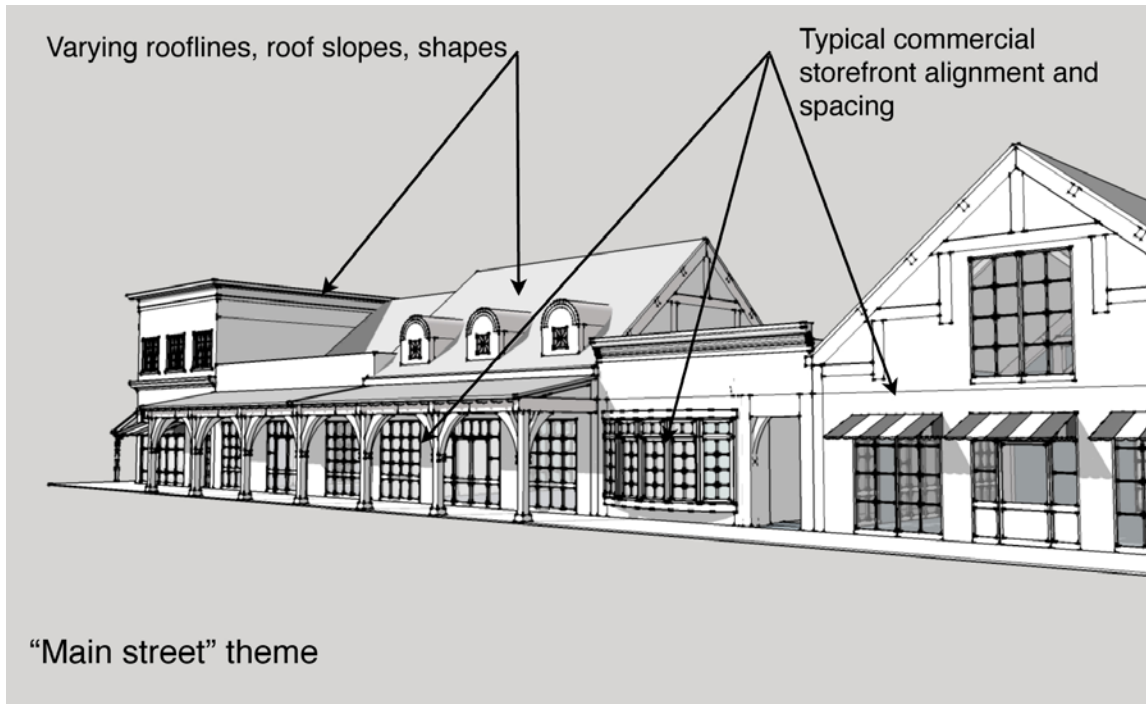 Varying rooflines, roof slopes, shapes
Typical commercial
storefront alignment and
spacing
“Main street” theme